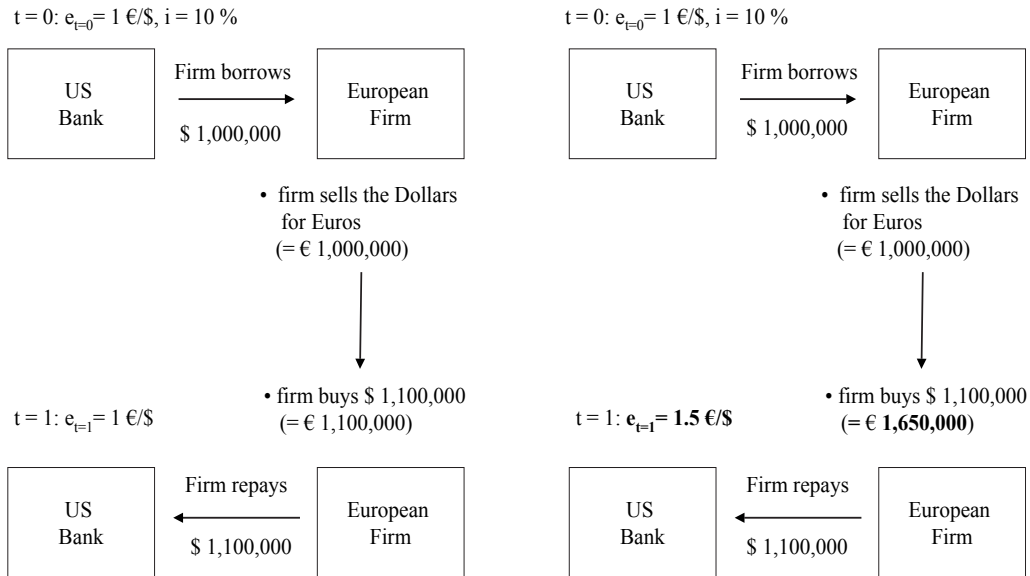 t = 0: e_{t=0} = 1 €/$, i = 10 %
US
Bank
Firm borrows
$ 1,000,000
European
Firm
• firm sells the Dollars
for Euros
(= € 1,000,000)
• firm buys $ 1,100,000
(= € 1,100,000)
t = 1: e_{t=1}= 1 €/$
US
Bank
Firm repays
$ 1,100,000
European
Firm
t = 0: e_{t=0} = 1 €/$, i = 10 %
US
Bank
Firm borrows
$ 1,000,000
European
Firm
• firm sells the Dollars
for Euros
(= € 1,000,000)
• firm buys $ 1,100,000
(= € 1,650,000)
t = 1: e_{t=1}= 1.5 €/$
US
Bank
Firm repays
$ 1,100,000
European
Firm